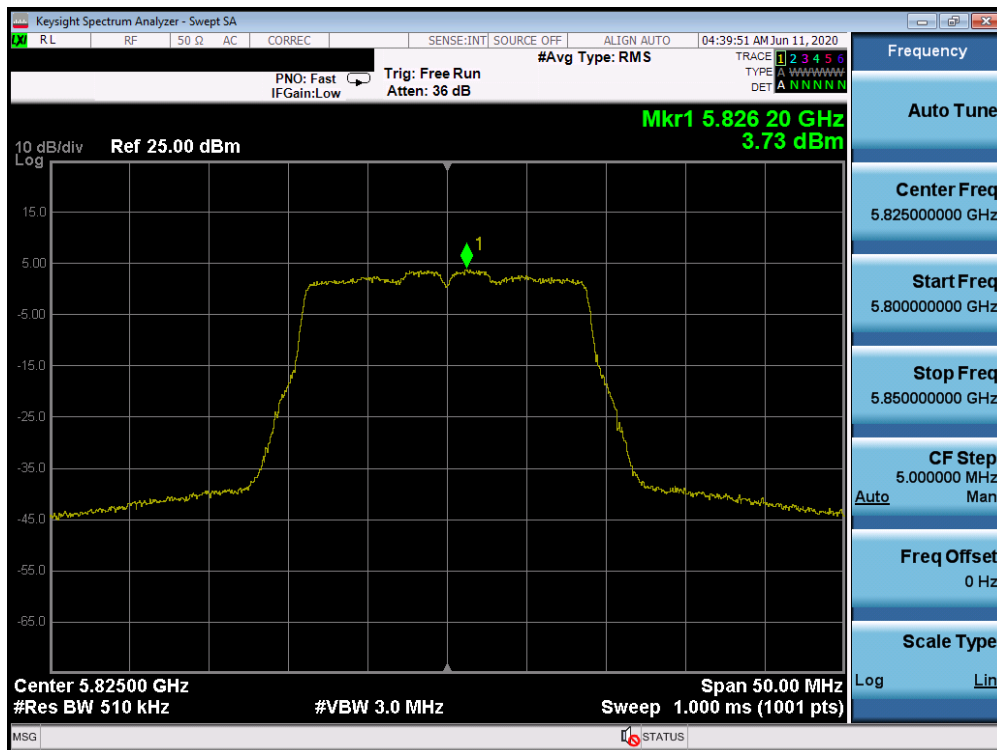 Keysight Spectrum Analyzer - Swept SA
LXI RL RF 50 Ω AC CORREC SENSE:INT SOURCE OFF ALIGN AUTO 04:39:51 AM Jun 11, 2020
#Avg Type: RMS
TRACE 1 2 3 4 5 6
PNO: Fast Trig: Free Run
TYPE A WWWWW
IFGain:Low Atten: 36 dB
DET A N N N N N
Mkr1 5.826 20 GHz
3.73 dBm
10 dB/div Ref 25.00 dBm
Log
15.0
1
5.00
-5.00
-15.0
-25.0
-35.0
-45.0
-55.0
-65.0
Center 5.82500 GHz Span 50.00 MHz
#Res BW 510 kHz #VBW 3.0 MHz Sweep 1.000 ms (1001 pts)
MSG STATUS
Frequency
Auto Tune
Center Freq
5.825000000 GHz
Start Freq
5.800000000 GHz
Stop Freq
5.850000000 GHz
CF Step
5.000000 MHz
Auto Man
Freq Offset
0 Hz
Scale Type
Log Lin